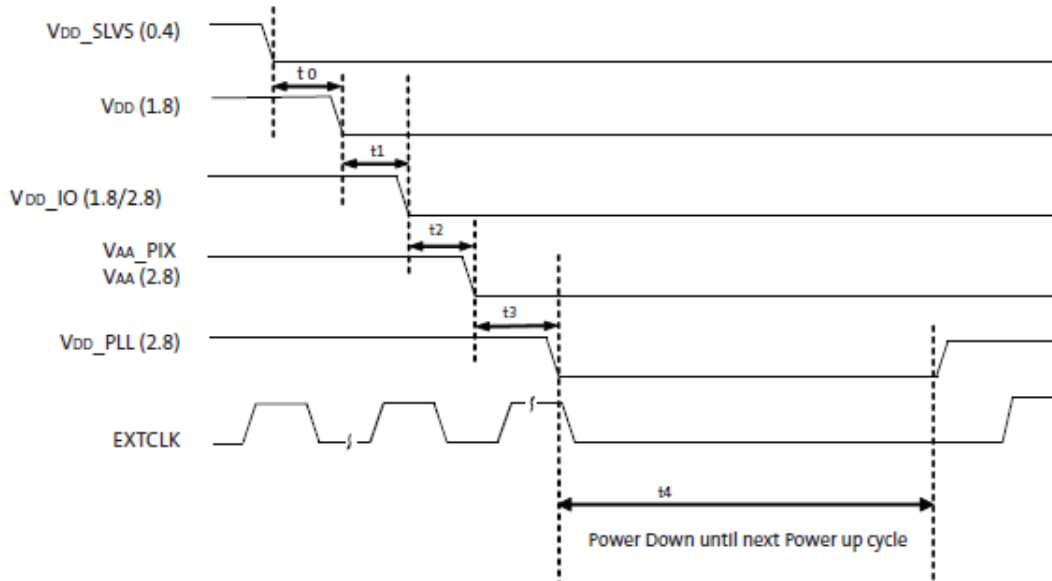 VDD_SLVS (0.4)
t0
VDD (1.8)
t1
VDD_IO (1.8/2.8)
t2
VAA_PIX
VAA (2.8)
t3
VDD_PLL (2.8)
EXTCLK
t4
Power Down until next Power up cycle